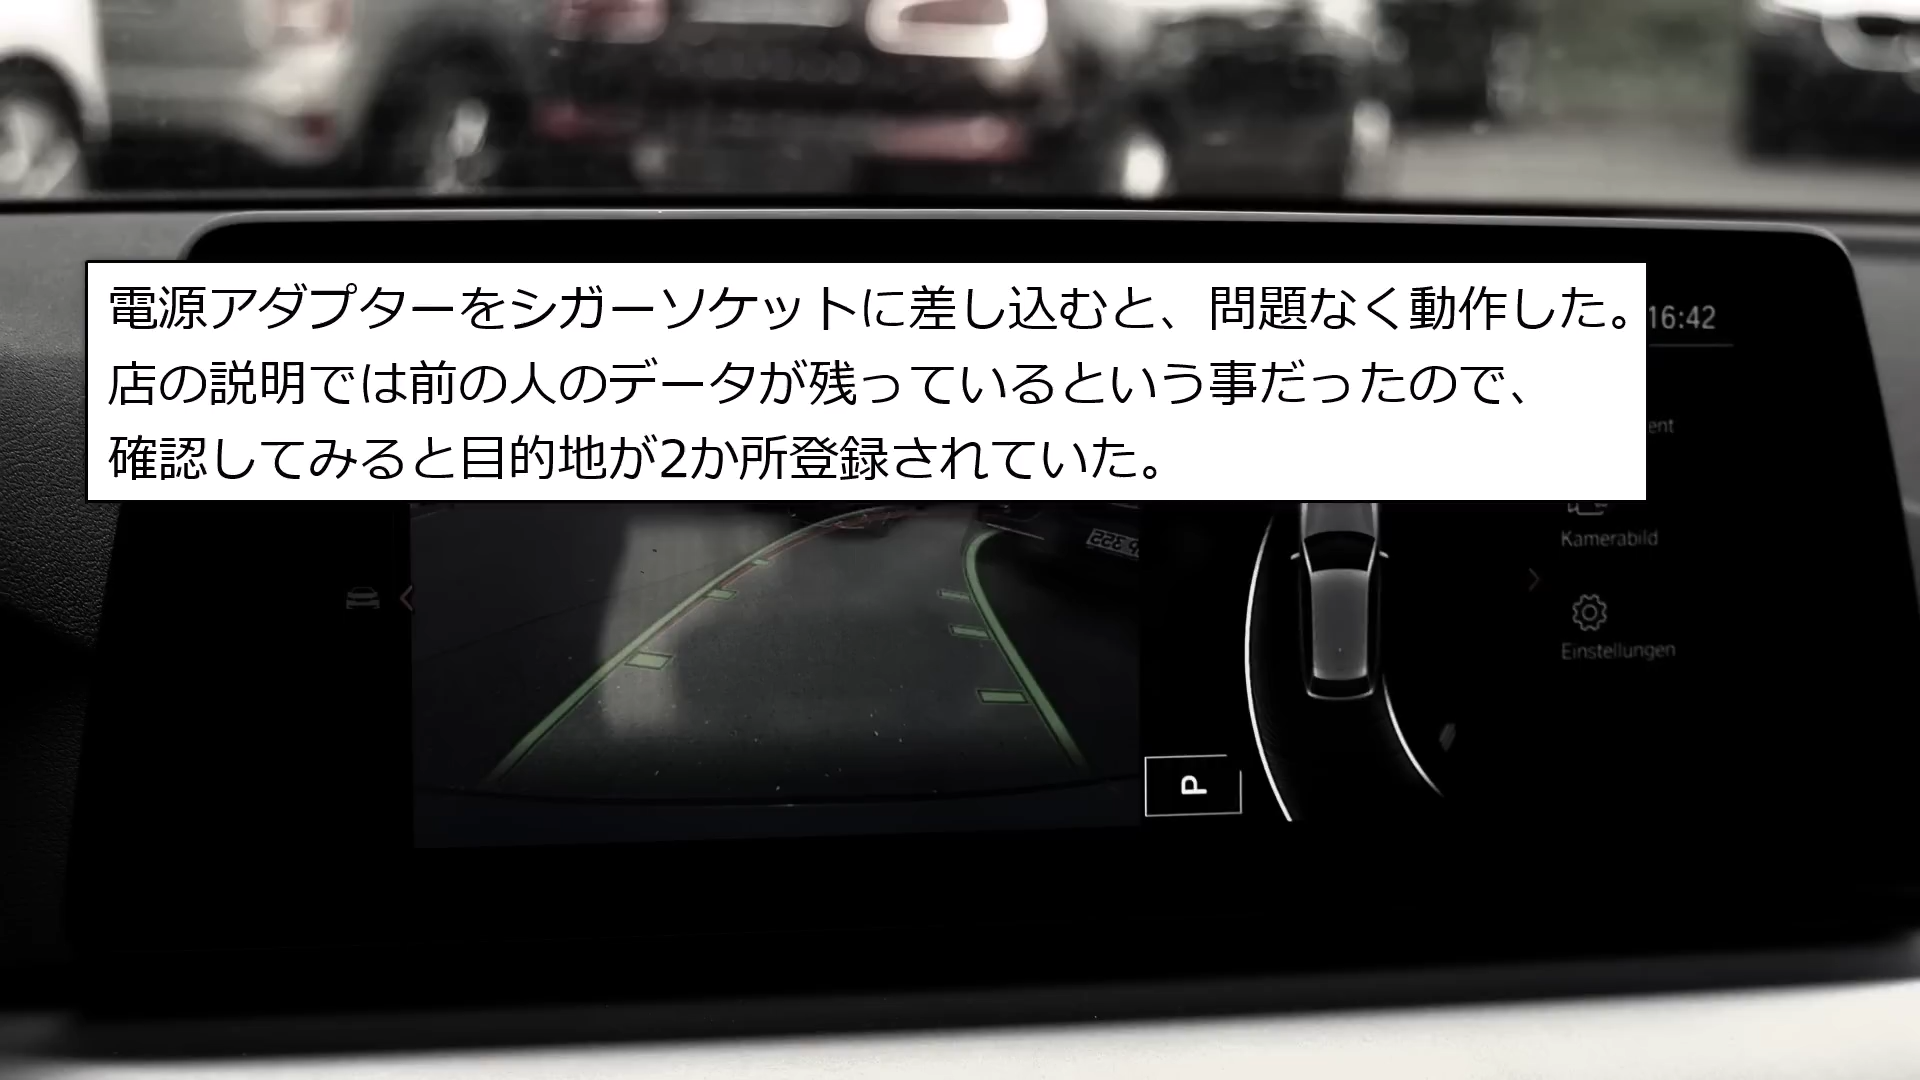 電源アダプターをシガーソケットに差し込むと、問題なく動作した。
店の説明では前の人のデータが残っているという事だったので、
確認してみると目的地が2か所登録されていた。
16:42
ent
Kamerabild
Einstellungen
P